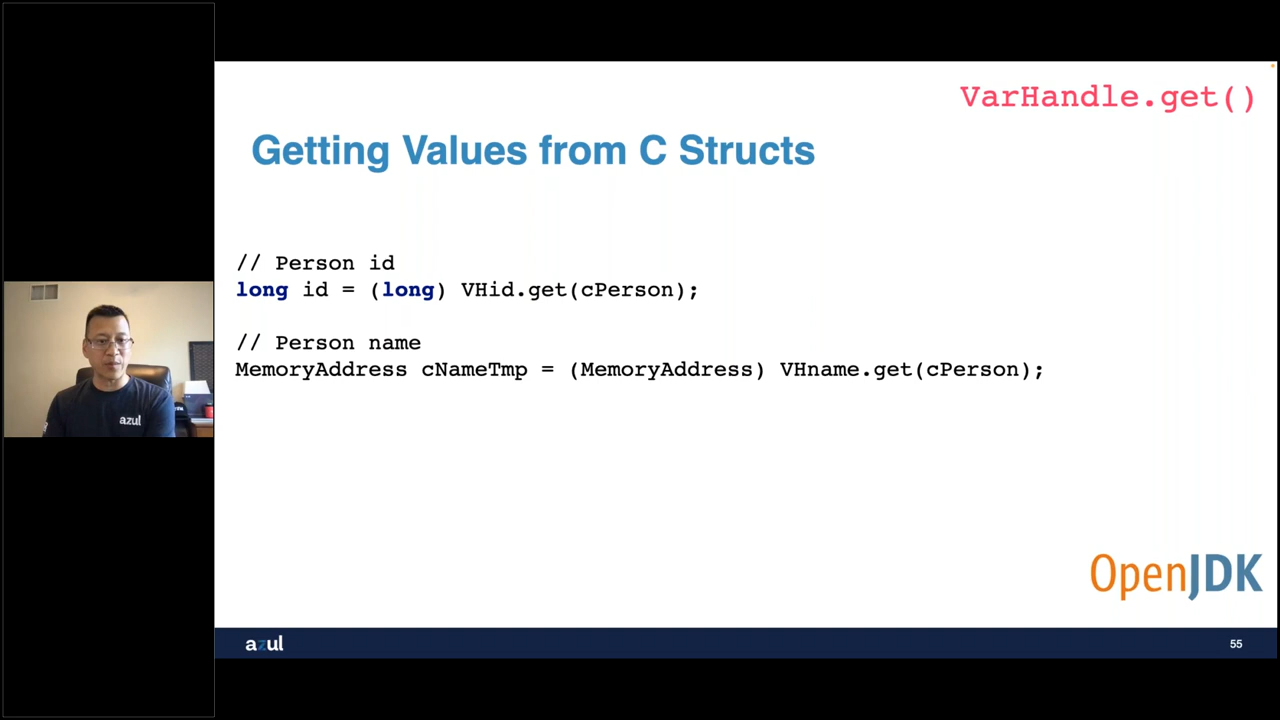 VarHandle.get()
Getting Values from C Structs
// Person id
long id = (long) VHid.get(cPerson);
// Person name
MemoryAddress cNameTmp = (MemoryAddress) VHname.get(cPerson);
azul
OpenJDK
azul
55